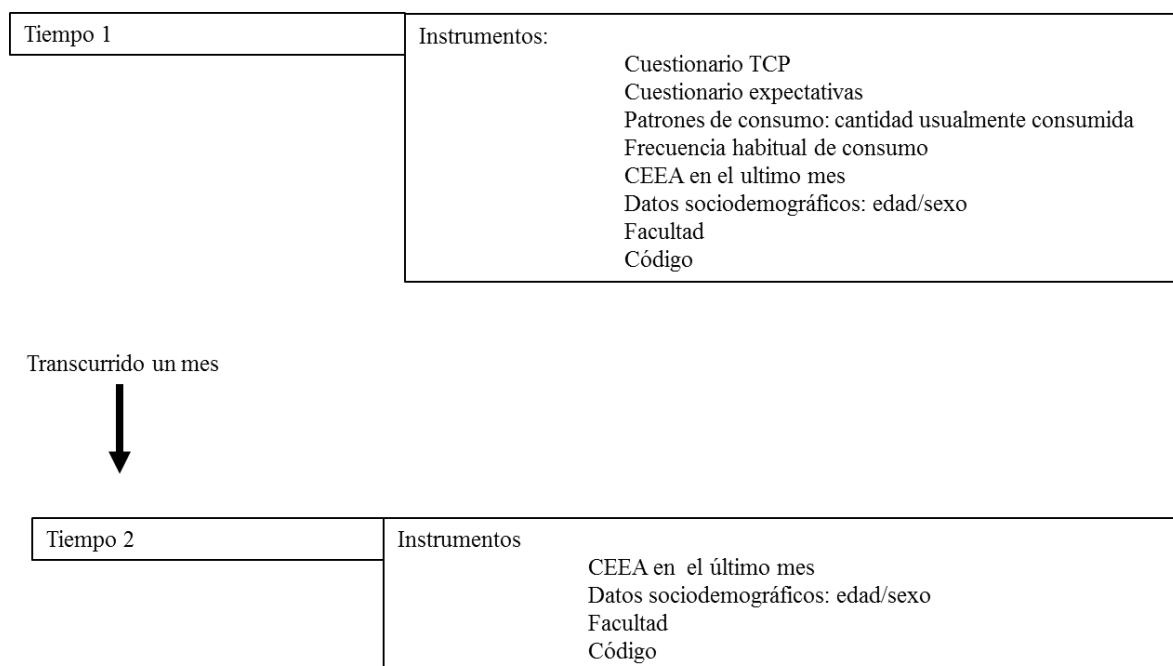 Tiempo 1
Instrumentos:
Cuestionario TCP
Cuestionario expectativas
Patrones de consumo: cantidad usualmente consumida
Frecuencia habitual de consumo
CEEA en el ultimo mes
Datos sociodemográficos: edad/sexo
Facultad
Código
Transcurrido un mes
Tiempo 2
Instrumentos
CEEA en el último mes
Datos sociodemográficos: edad/sexo
Facultad
Código